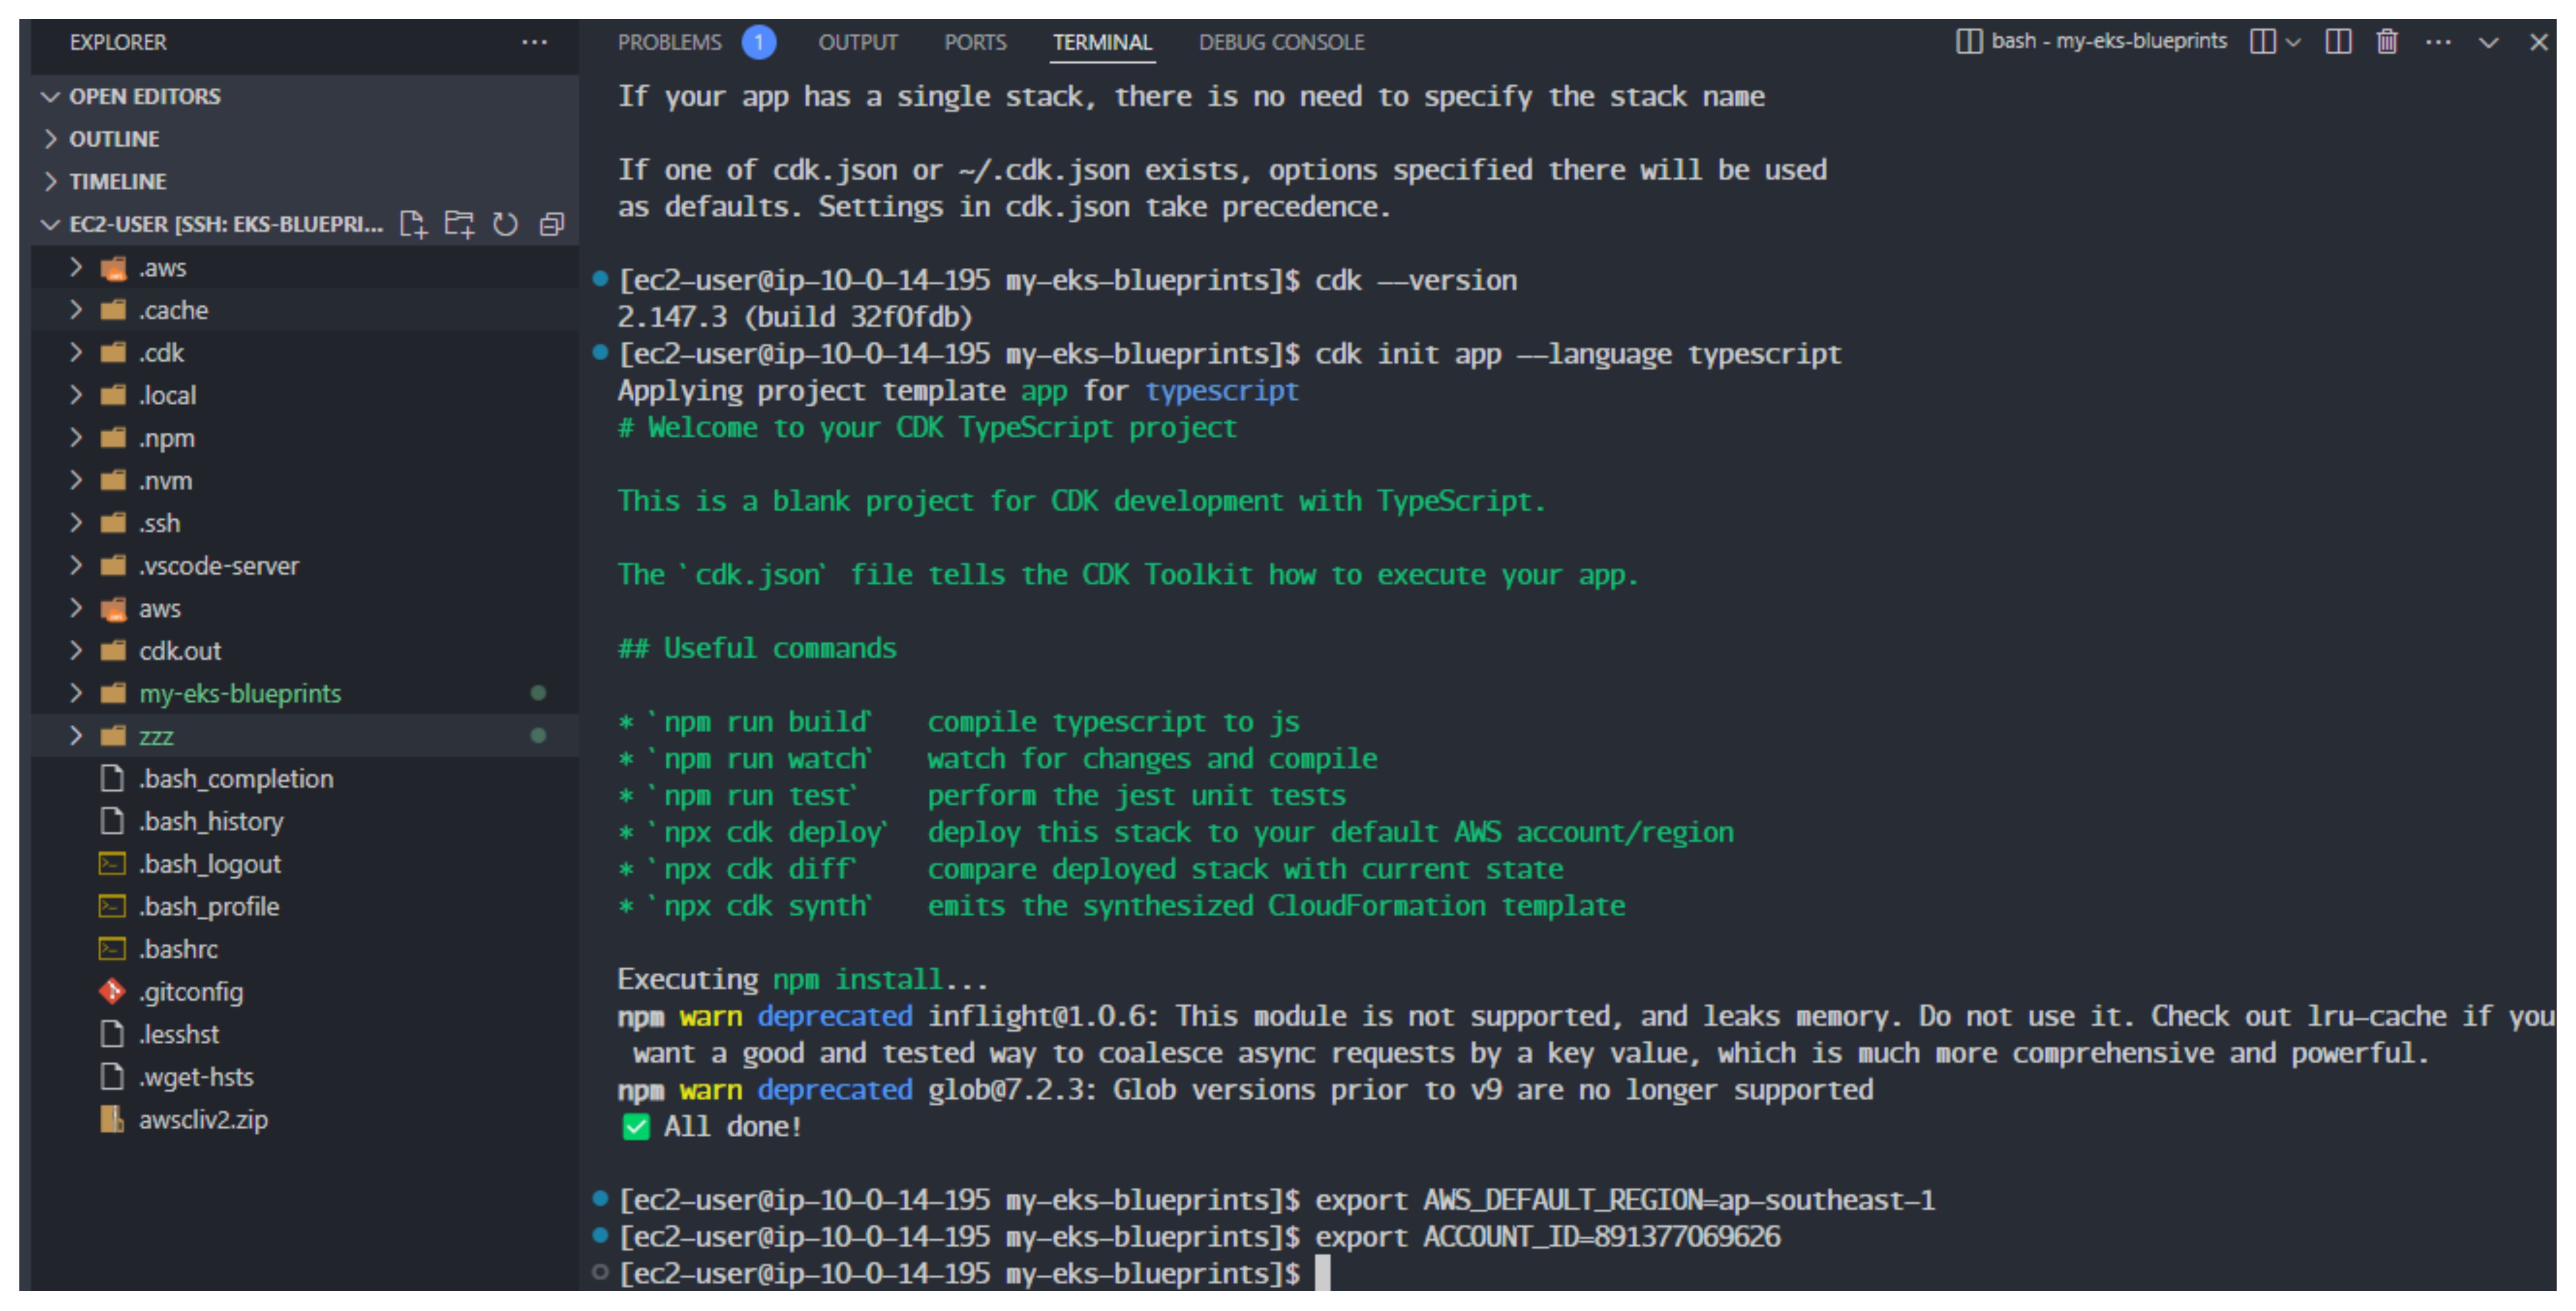 EXPLORER
OPEN EDITORS
OUTLINE
TIMELINE
EC2-USER [SSH: EKS-BLUEPRI...
.aws
.cache
.cdk
.local
.npm
.nvm
.ssh
.vscode-server
aws
cdk.out
my-eks-blueprints
zzz
.bash_completion
.bash_history
.bash_logout
.bash_profile
.bashrc
.gitconfig
.lesshst
.wget-hsts
awscliv2.zip
PROBLEMS 1 OUTPUT PORTS TERMINAL DEBUG CONSOLE bash - my-eks-blueprints
If your app has a single stack, there is no need to specify the stack name
If one of cdk.json or ~/.cdk.json exists, options specified there will be used
as defaults. Settings in cdk.json take precedence.
[ec2-user@ip-10-0-14-195 my-eks-blueprints]$ cdk --version
2.147.3 (build 32f0fdb)
[ec2-user@ip-10-0-14-195 my-eks-blueprints]$ cdk init app --language typescript
Applying project template app for typescript
# Welcome to your CDK TypeScript project
This is a blank project for CDK development with TypeScript.
The `cdk.json` file tells the CDK Toolkit how to execute your app.
## Useful commands
* `npm run build` compile typescript to js
* `npm run watch` watch for changes and compile
* `npm run test` perform the jest unit tests
* `npx cdk deploy` deploy this stack to your default AWS account/region
* `npx cdk diff` compare deployed stack with current state
* `npx cdk synth` emits the synthesized CloudFormation template
Executing npm install...
npm warn deprecated inflight@1.0.6: This module is not supported, and leaks memory. Do not use it. Check out lru-cache if you
want a good and tested way to coalesce async requests by a key value, which is much more comprehensive and powerful.
npm warn deprecated glob@7.2.3: Glob versions prior to v9 are no longer supported
✅ All done!
[ec2-user@ip-10-0-14-195 my-eks-blueprints]$ export AWS_DEFAULT_REGION=ap-southeast-1
[ec2-user@ip-10-0-14-195 my-eks-blueprints]$ export ACCOUNT_ID=891377069626
[ec2-user@ip-10-0-14-195 my-eks-blueprints]$